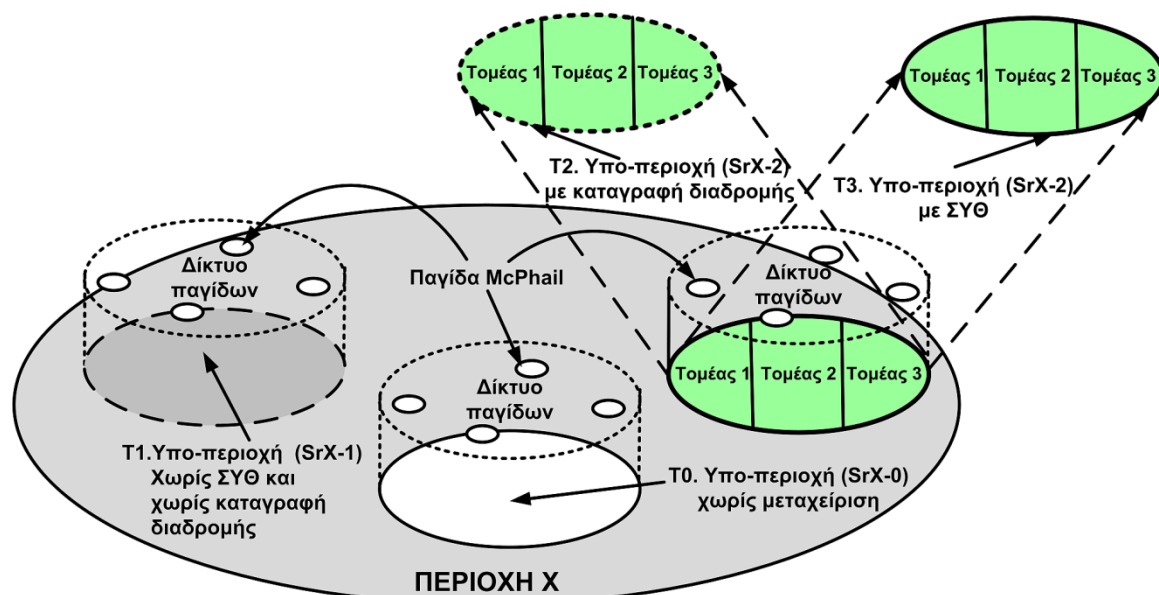 Τομέας 1 Τομέας 2 Τομέας 3
Τομέας 1 Τομέας 2 Τομέας 3
Τ2. Υπο-περιοχή (SrX-2)
με καταγραφή διαδρομής
Τ3. Υπο-περιοχή (SrX-2)
με ΣΥΘ
Δίκτυο
παγίδων
Παγίδα McPhail
Δίκτυο
παγίδων
Δίκτυο
παγίδων
Τομέας 1 Τομέας 2 Τομέας 3
Τ1.Υπο-περιοχή (SrX-1)
Χωρίς ΣΥΘ και
χωρίς καταγραφή
διαδρομής
Τ0. Υπο-περιοχή (SrX-0)
χωρίς μεταχείριση
ΠΕΡΙΟΧΗ Χ